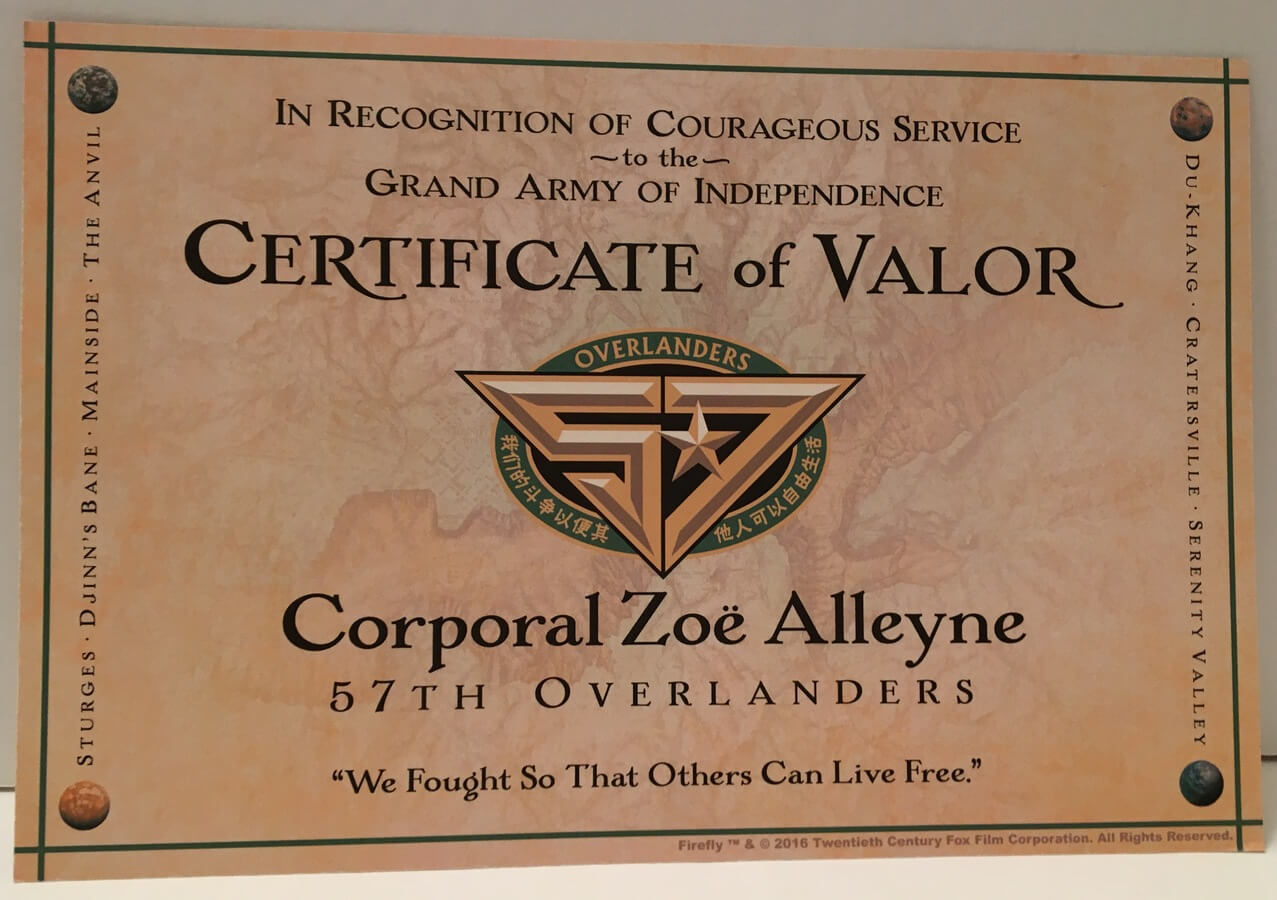 IN RECOGNITION OF COURAGEOUS SERVICE
~to the~
GRAND ARMY OF INDEPENDENCE
CERTIFICATE of VALOR
OVERLANDERS
57
我们的斗争以便其
他人可以自由生活
Corporal Zoë Alleyne
57TH OVERLANDERS
“We Fought So That Others Can Live Free.”
STURGES · DJINN'S BANE · MAINSIDE · THE ANVIL
DU-KHANG · CRATERSVILLE · SERENITY VALLEY
Firefly ™ & © 2016 Twentieth Century Fox Film Corporation. All Rights Reserved.